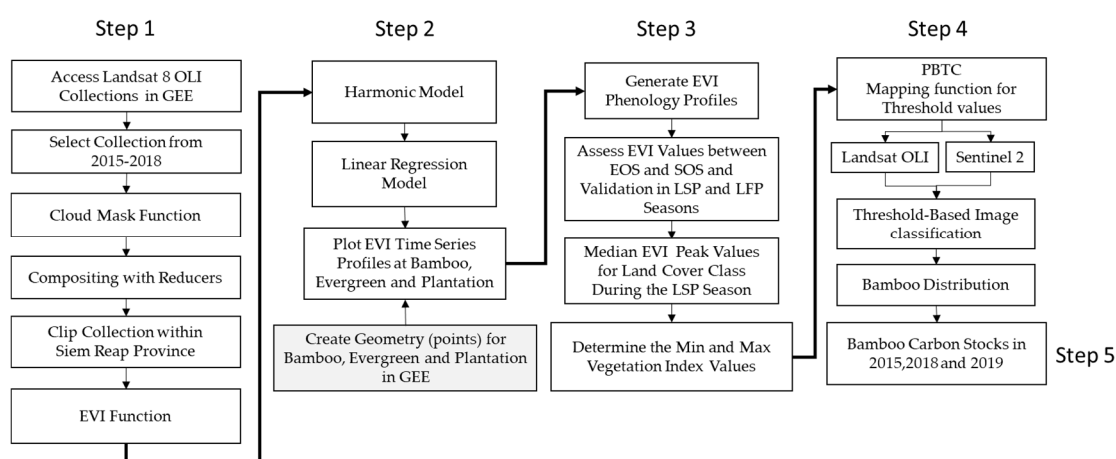 Step 1
Access Landsat 8 OLI
Collections in GEE
Select Collection from
2015-2018
Cloud Mask Function
Compositing with Reducers
Clip Collection within
Siem Reap Province
EVI Function
Step 2
Harmonic Model
Linear Regression
Model
Plot EVI Time Series
Profiles at Bamboo,
Evergreen and Plantation
Create Geometry (points) for
Bamboo, Evergreen and Plantation
in GEE
Step 3
Generate EVI
Phenology Profiles
Assess EVI Values between
EOS and SOS and
Validation in LSP and LFP
Seasons
Median EVI Peak Values
for Land Cover Class
During the LSP Season
Determine the Min and Max
Vegetation Index Values
Step 4
PBTC
Mapping function for
Threshold values
Landsat OLI
Sentinel 2
Threshold-Based Image
classification
Bamboo Distribution
Bamboo Carbon Stocks in
2015,2018 and 2019
Step 5